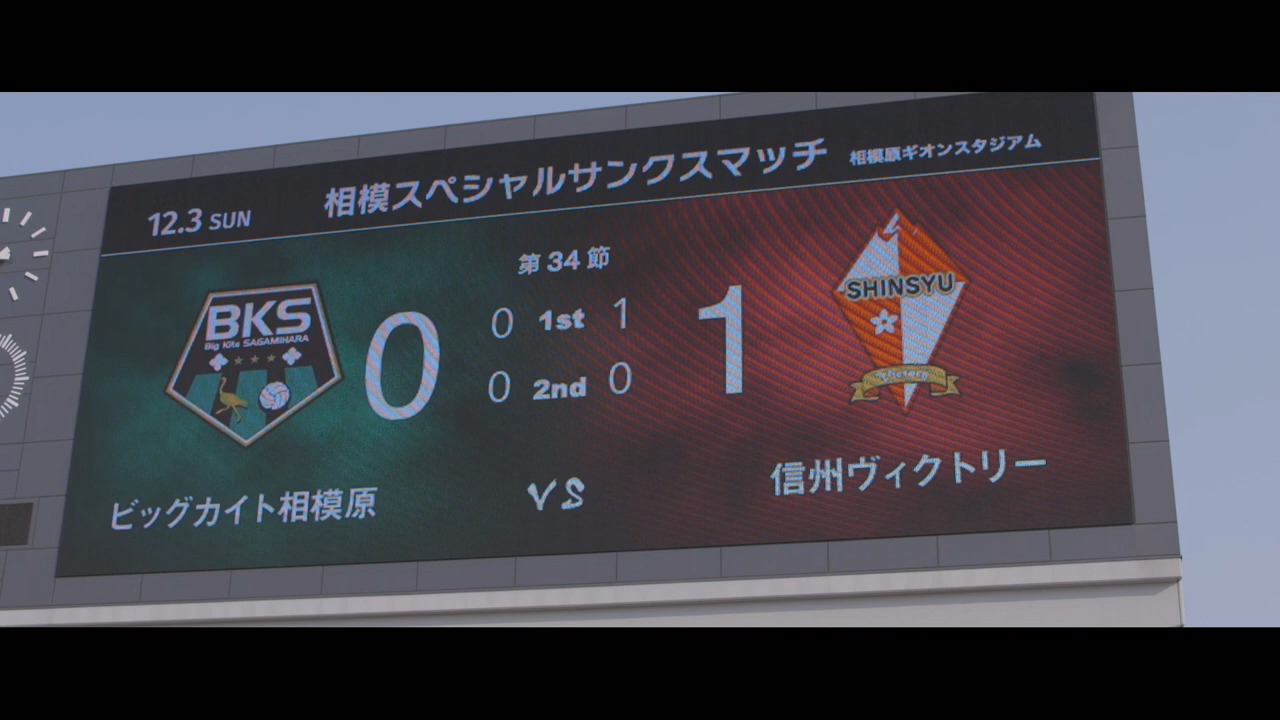 12.3 SUN 相模スペシャルサンクスマッチ 相模原ギオンスタジアム
第34節
BKS
Big Kite SAGAMIHARA
0 0 1st 1 1
0 2nd 0
SHINSYU
Victory
ビッグカイト相模原 VS 信州ヴィクトリー